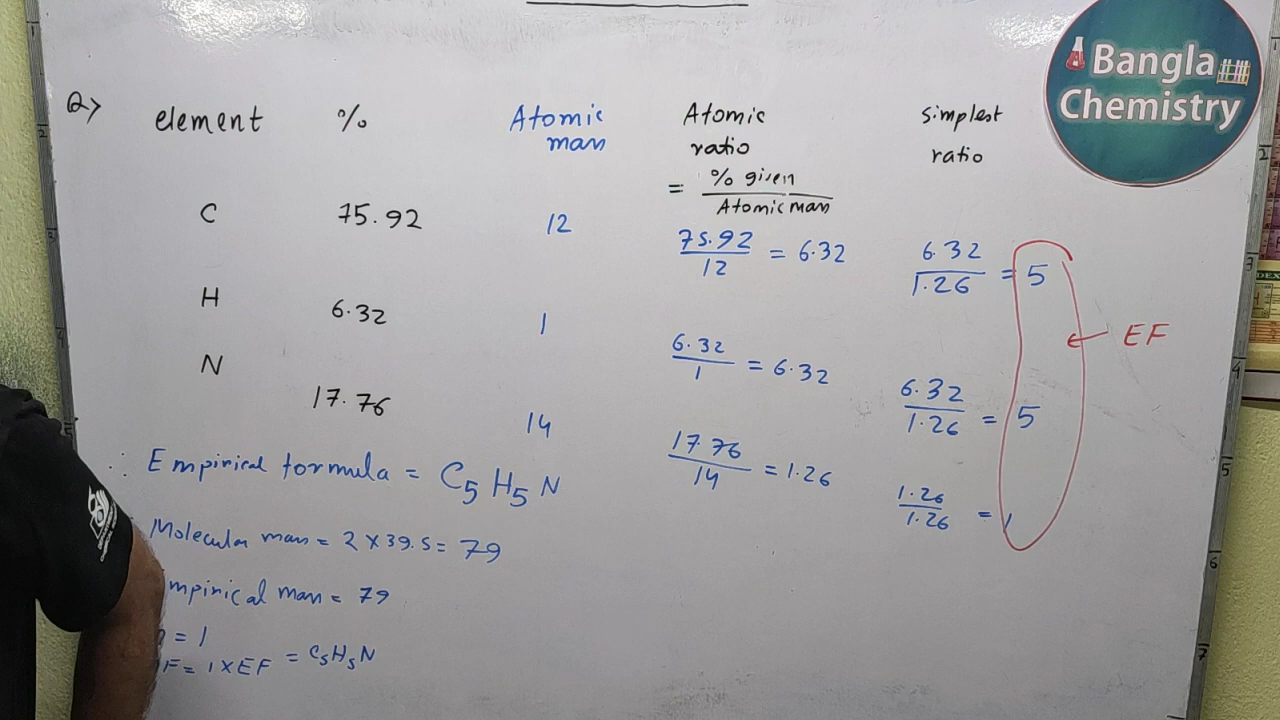 Bangla
Chemistry
Q>
element % Atomic mass Atomic ratio simplest ratio
= % given / Atomic mass
C 75.92 12 75.92/12 = 6.32 6.32/1.26 = 5
H 6.32 1 6.32/1 = 6.32 6.32/1.26 = 5
N 17.76 14 17.76/14 = 1.26 1.26/1.26 = 1
← EF
∴ Empirical formula = C₅H₅N
Molecular mass = 2 × 39.5 = 79
mpirical mass = 79
= 1
F = 1 × EF = C₅H₅N